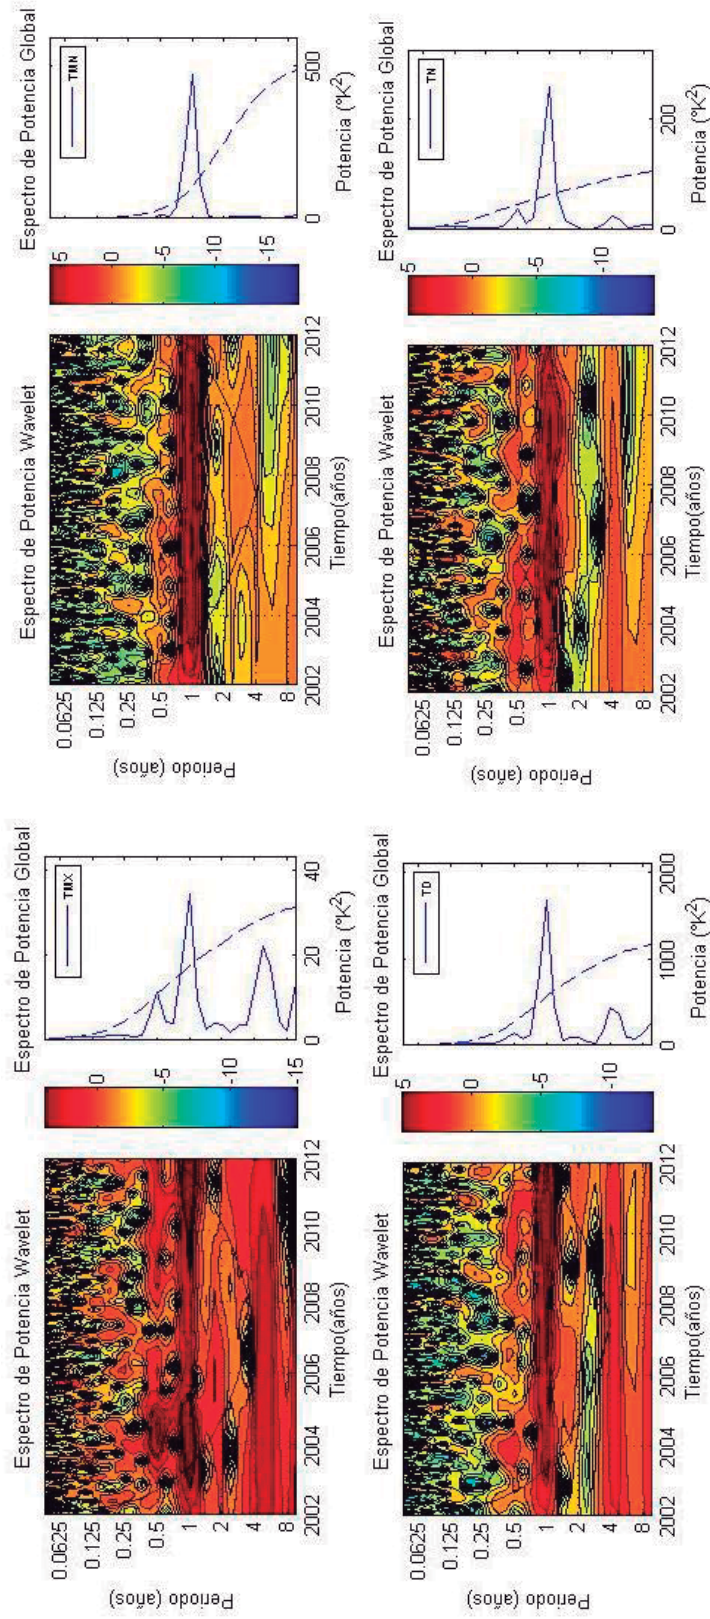 Espectro de Potencia Wavelet
Periodo (años)
0.0625
0.125
0.25
0.5
1
2
4
8
2002 2004 2006 2008 2010 2012
Tiempo(años)
0
-5
-10
-15
Espectro de Potencia Global
TMX
0 20 40
Potencia (°K²)
Espectro de Potencia Wavelet
Periodo (años)
0.0625
0.125
0.25
0.5
1
2
4
8
2002 2004 2006 2008 2010 2012
Tiempo(años)
5
0
-5
-10
-15
Espectro de Potencia Global
TMN
0 500
Potencia (°K²)
Espectro de Potencia Wavelet
Periodo (años)
0.0625
0.125
0.25
0.5
1
2
4
8
2002 2004 2006 2008 2010 2012
Tiempo(años)
5
0
-5
-10
Espectro de Potencia Global
TD
0 1000 2000
Potencia (°K²)
Espectro de Potencia Wavelet
Periodo (años)
0.0625
0.125
0.25
0.5
1
2
4
8
2002 2004 2006 2008 2010 2012
Tiempo(años)
5
0
-5
-10
Espectro de Potencia Global
TN
0 200
Potencia (°K²)